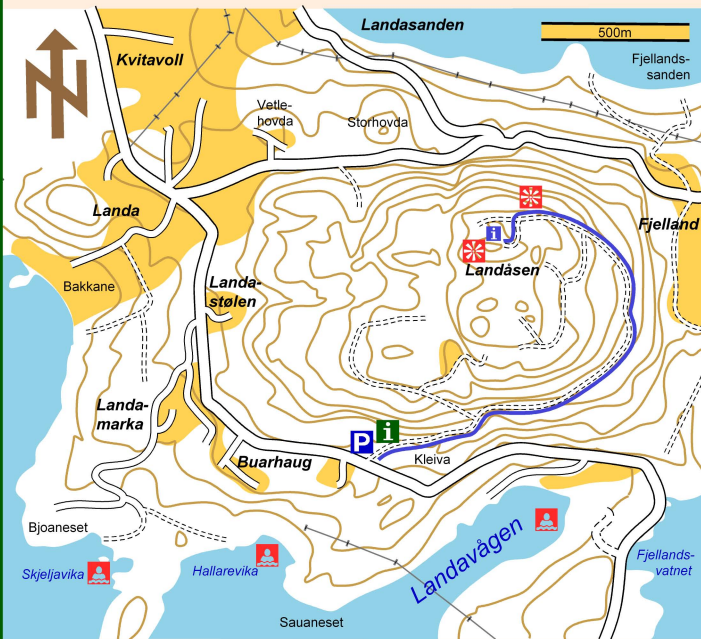 Landasanden
500m
Kvitavoll
Fjellands-
sanden
N
Vetle-
hovda
Storhovda
Landa
Fjelland
i
Landåsen
Bakkane
Landa-
stølen
Landa-
marka
P
i
Kleiva
Buarhaug
Bjoaneset
Landavågen
Skjeljavika
Hallarevika
Fjellands-
vatnet
Sauaneset